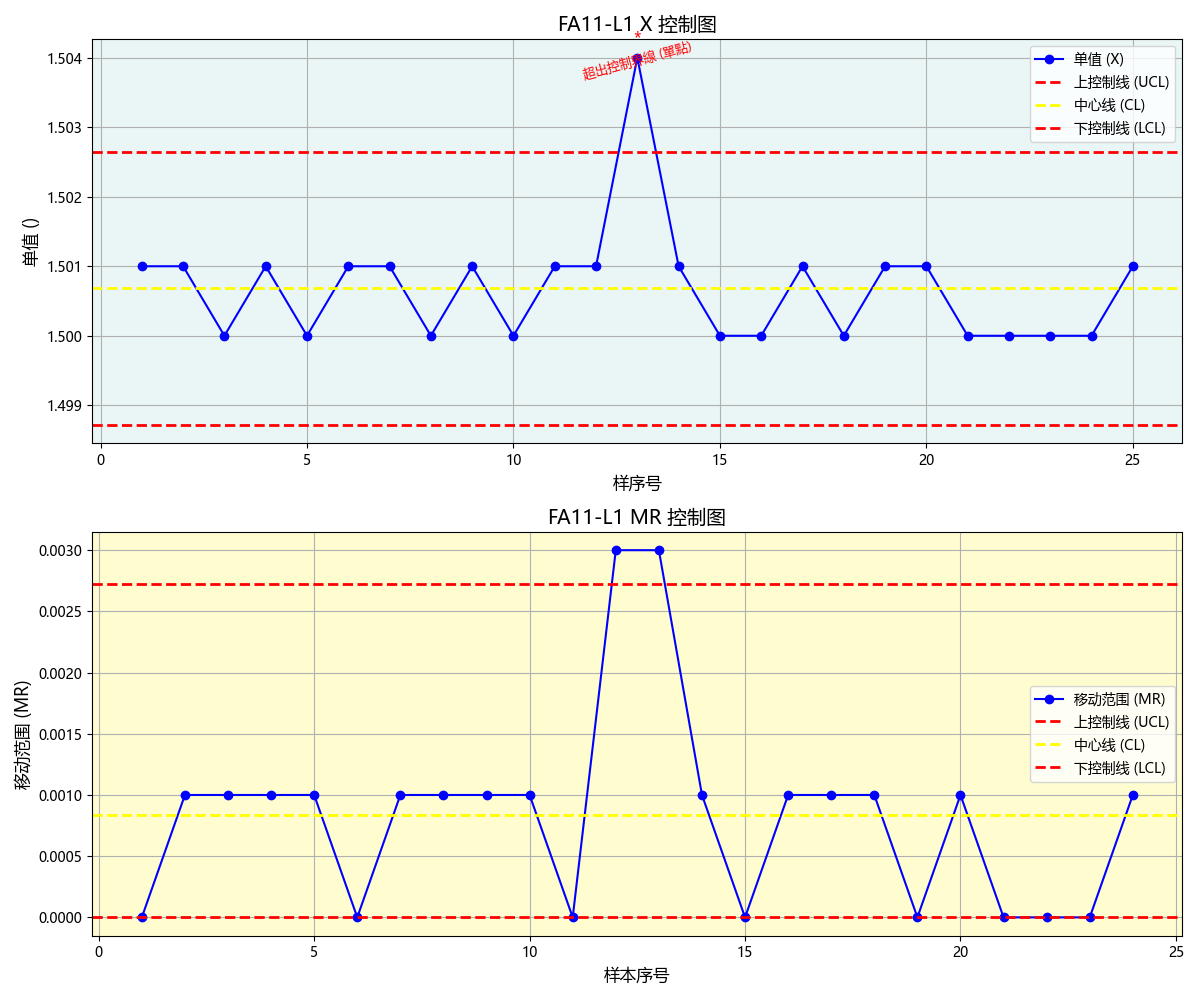 FA11-L1 X 控制图
*
超出控制界線 (單點)
单值 (X)
上控制线 (UCL)
中心线 (CL)
下控制线 (LCL)
单值 ()
1.504
1.503
1.502
1.501
1.500
1.499
0 5 10 15 20 25
样序号
FA11-L1 MR 控制图
移动范围 (MR)
0.0030
0.0025
0.0020
0.0015
0.0010
0.0005
0.0000
移动范围 (MR)
上控制线 (UCL)
中心线 (CL)
下控制线 (LCL)
0 5 10 15 20 25
样本序号